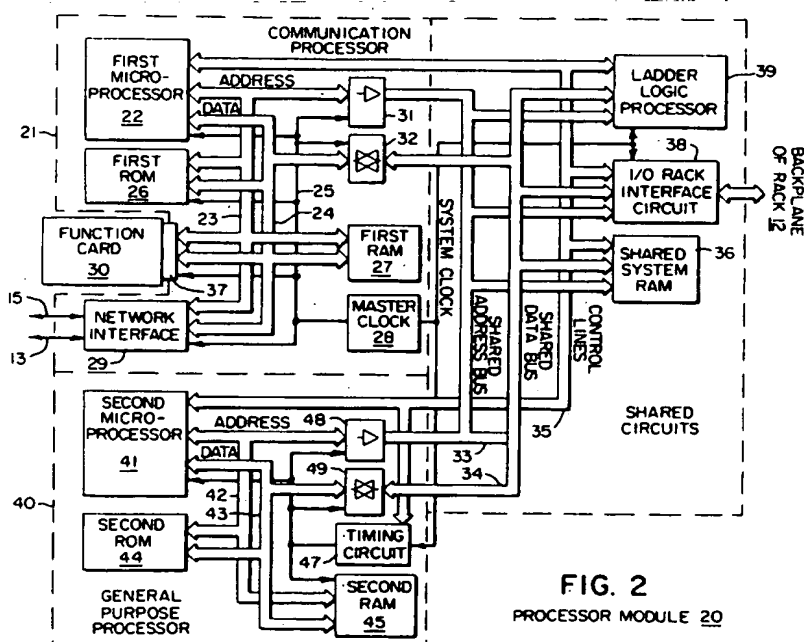 COMMUNICATION
PROCESSOR
FIRST
MICRO-
PROCESSOR
22
ADDRESS
DATA
21
FIRST
ROM
26
23
24
25
FUNCTION
CARD
30
37
15
13
NETWORK
INTERFACE
29
31
32
FIRST
RAM
27
MASTER
CLOCK
28
SYSTEM CLOCK
SHARED
ADDRESS BUS
SHARED
DATA BUS
CONTROL
LINES
LADDER
LOGIC
PROCESSOR
39
38
I/O RACK
INTERFACE
CIRCUIT
BACKPLANE
OF RACK 12
36
SHARED
SYSTEM
RAM
35
SHARED CIRCUITS
33
34
SECOND
MICRO-
PROCESSOR
41
ADDRESS
DATA
48
49
42
43
40
SECOND
ROM
44
TIMING
CIRCUIT
47
SECOND
RAM
45
GENERAL
PURPOSE
PROCESSOR
FIG. 2
PROCESSOR MODULE 20